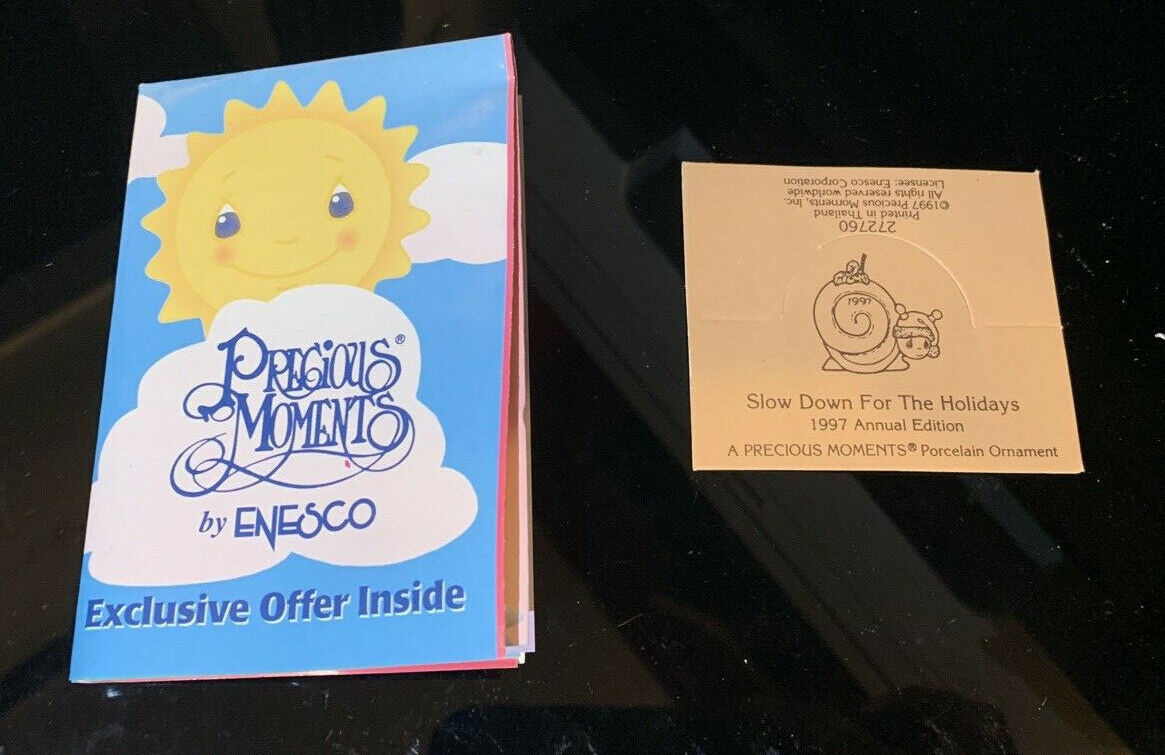 PRECIOUS®
MOMENTS
by ENESCO
Exclusive Offer Inside
272760
Printed in Thailand
©1997 Precious Moments, Inc.
All rights reserved worldwide
Licensee: Enesco Corporation
1997
Slow Down For The Holidays
1997 Annual Edition
A PRECIOUS MOMENTS® Porcelain Ornament